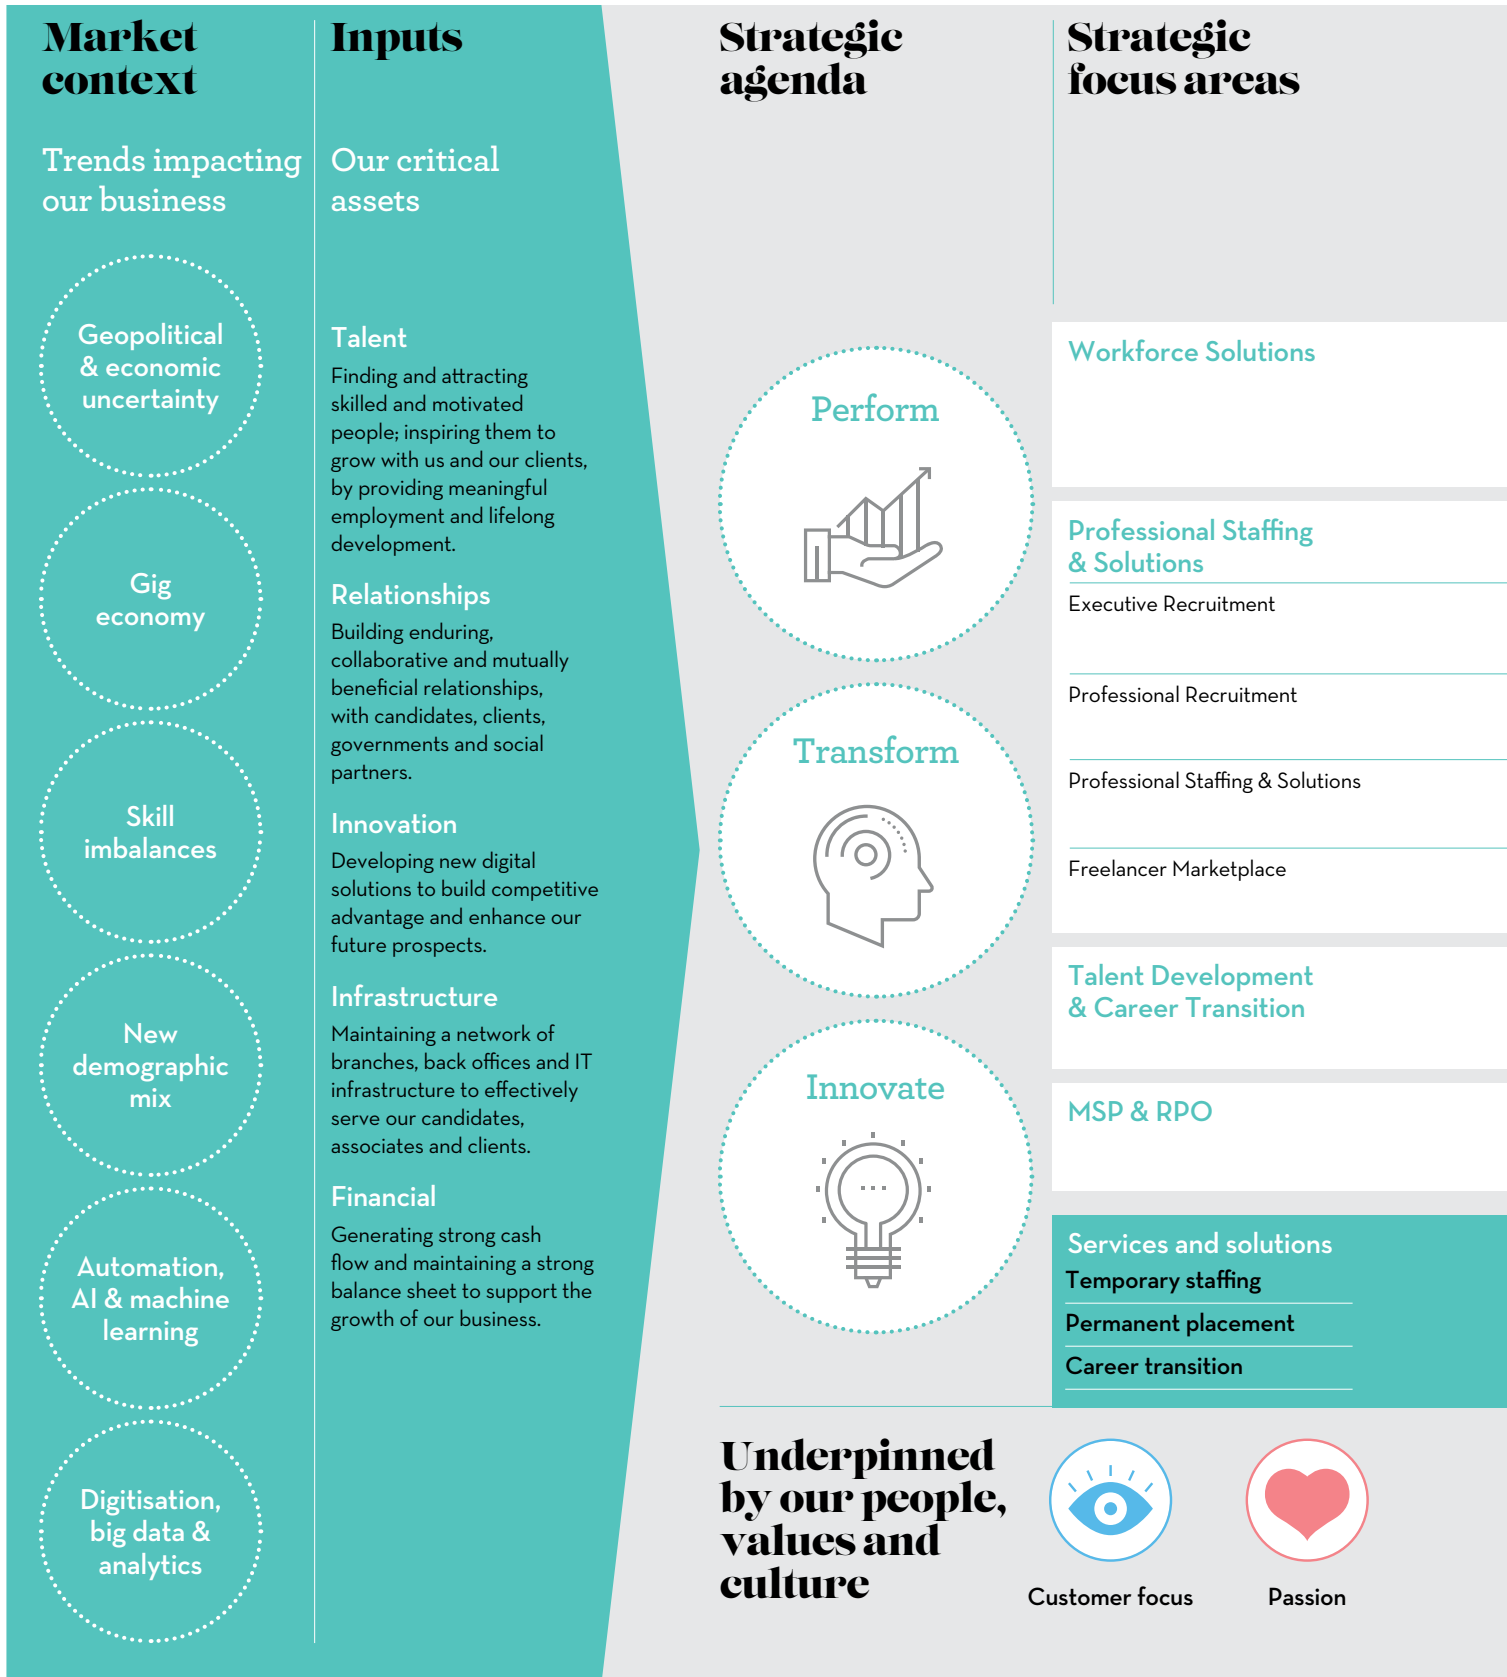 Market
context
Trends impacting
our business
Geopolitical
& economic
uncertainty
Gig
economy
Skill
imbalances
New
demographic
mix
Automation,
AI & machine
learning
Digitisation,
big data &
analytics
Inputs
Our critical
assets
Talent
Finding and attracting
skilled and motivated
people; inspiring them to
grow with us and our clients,
by providing meaningful
employment and lifelong
development.
Relationships
Building enduring,
collaborative and mutually
beneficial relationships,
with candidates, clients,
governments and social
partners.
Innovation
Developing new digital
solutions to build competitive
advantage and enhance our
future prospects.
Infrastructure
Maintaining a network of
branches, back offices and IT
infrastructure to effectively
serve our candidates,
associates and clients.
Financial
Generating strong cash
flow and maintaining a strong
balance sheet to support the
growth of our business.
Strategic
agenda
Perform
Transform
Innovate
Strategic
focus areas
Workforce Solutions
Professional Staffing
& Solutions
Executive Recruitment
Professional Recruitment
Professional Staffing & Solutions
Freelancer Marketplace
Talent Development
& Career Transition
MSP & RPO
Services and solutions
Temporary staffing
Permanent placement
Career transition
Underpinned
by our people,
values and
culture
Customer focus
Passion